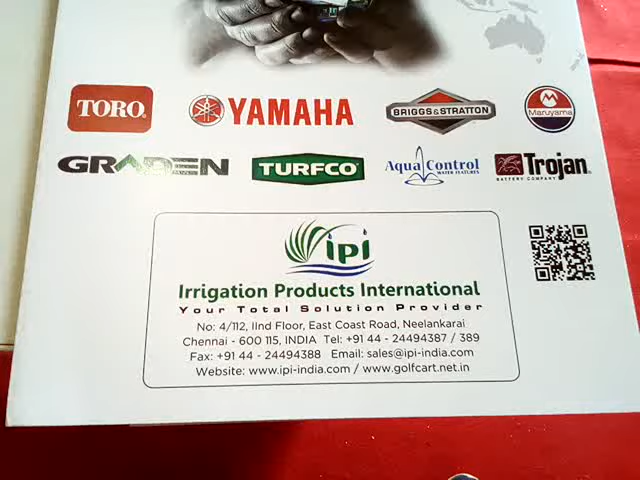 TORO.
YAMAHA
BRIGGS & STRATTON
Maruyama
GRADEN
TURFCO
Aqua Control
WATER FEATURES
Trojan
BATTERY COMPANY
ipi
Irrigation Products International
Your Total Solution Provider
No: 4/112, IInd Floor, East Coast Road, Neelankarai
Chennai - 600 115, INDIA Tel: +91 44 - 24494387 / 389
Fax: +91 44 - 24494388 Email: sales@ipi-india.com
Website: www.ipi-india.com / www.golfcart.net.in